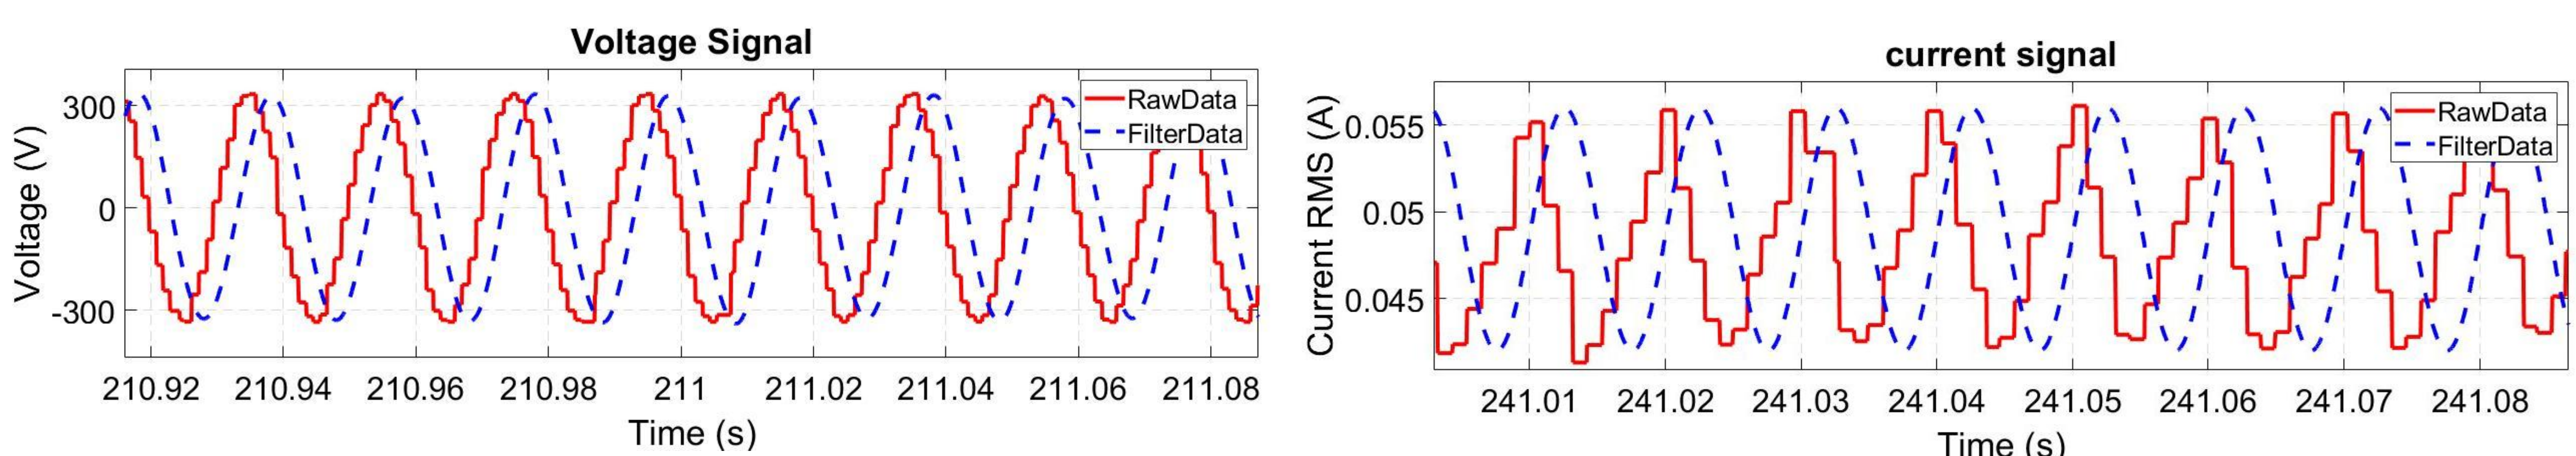 Voltage Signal
Voltage (V)
300
0
-300
RawData
FilterData
210.92 210.94 210.96 210.98 211 211.02 211.04 211.06 211.08
Time (s)
current signal
Current RMS (A)
0.055
0.05
0.045
RawData
FilterData
241.01 241.02 241.03 241.04 241.05 241.06 241.07 241.08
Time (s)